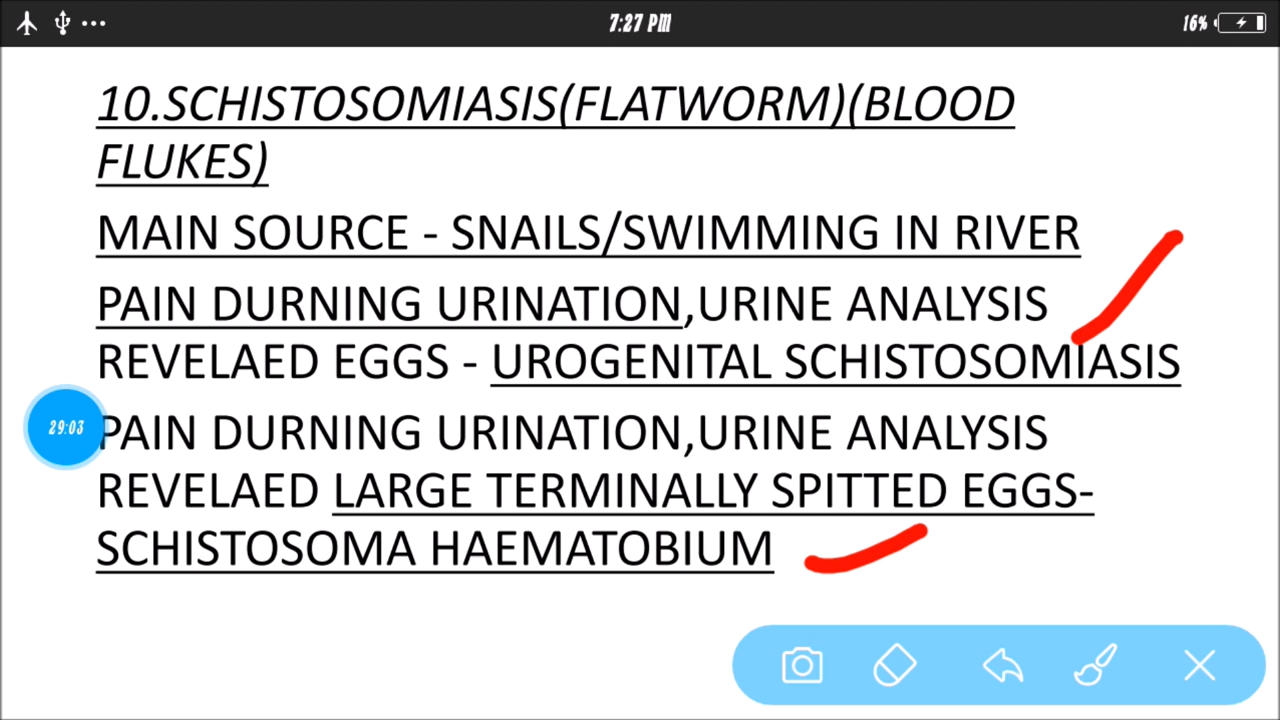 7:27 PM
16%
10.SCHISTOSOMIASIS(FLATWORM)(BLOOD
FLUKES)
MAIN SOURCE - SNAILS/SWIMMING IN RIVER
PAIN DURNING URINATION,URINE ANALYSIS
REVELAED EGGS - UROGENITAL SCHISTOSOMIASIS
29:03
PAIN DURNING URINATION,URINE ANALYSIS
REVELAED LARGE TERMINALLY SPITTED EGGS-
SCHISTOSOMA HAEMATOBIUM